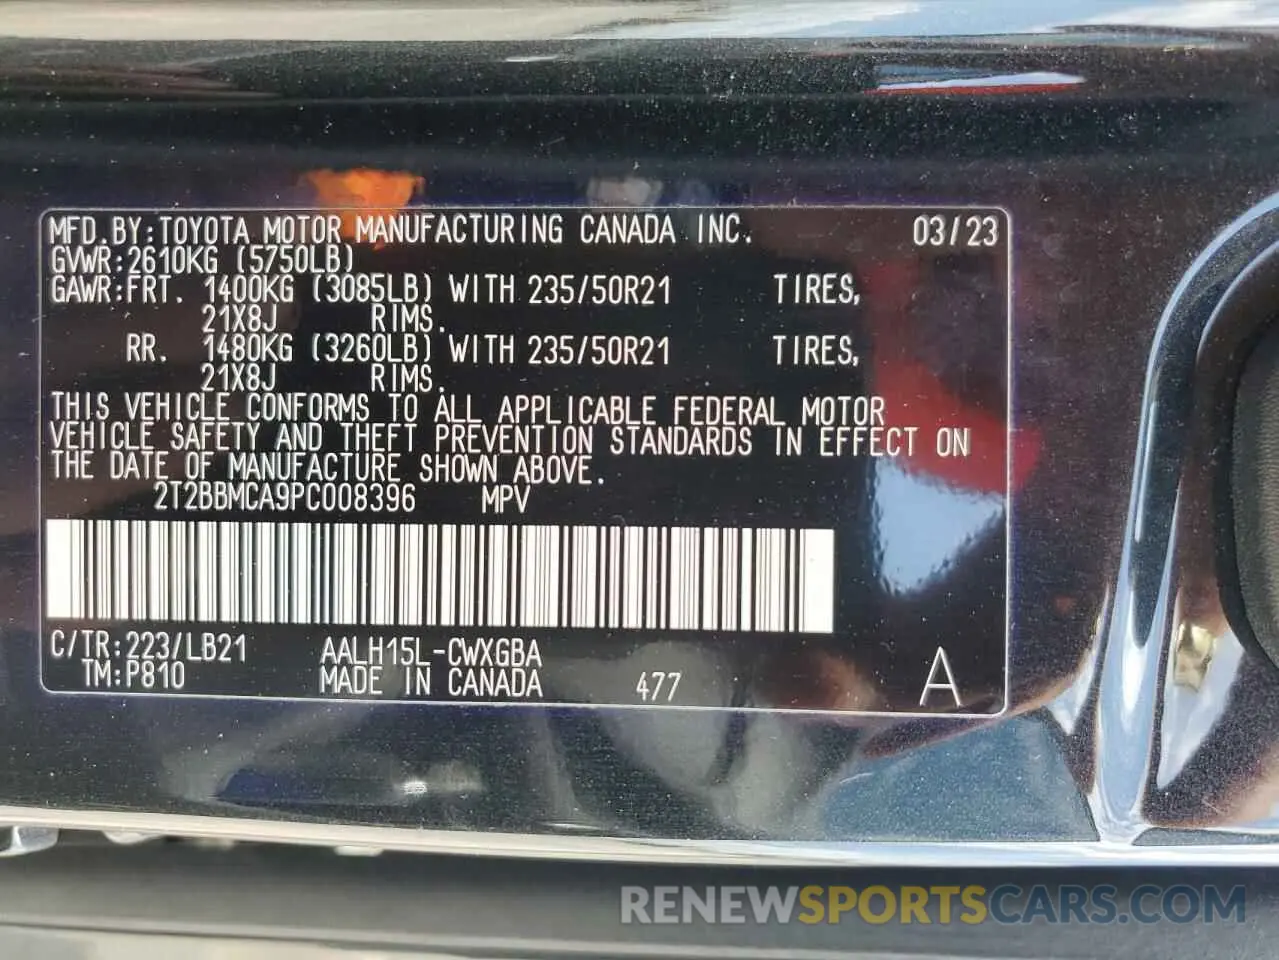 MFD.BY:TOYOTA MOTOR MANUFACTURING CANADA INC. 03/23
GVWR:2610KG (5750LB)
GAWR:FRT. 1400KG (3085LB) WITH 235/50R21 TIRES,
21X8J RIMS.
RR. 1480KG (3260LB) WITH 235/50R21 TIRES,
21X8J RIMS.
THIS VEHICLE CONFORMS TO ALL APPLICABLE FEDERAL MOTOR
VEHICLE SAFETY AND THEFT PREVENTION STANDARDS IN EFFECT ON
THE DATE OF MANUFACTURE SHOWN ABOVE.
2T2BBMCA9PC008396 MPV
C/TR:223/LB21 AALH15L-CWXGBA
TM:P810 MADE IN CANADA 477 A
RENEWSPORTSCARS.COM